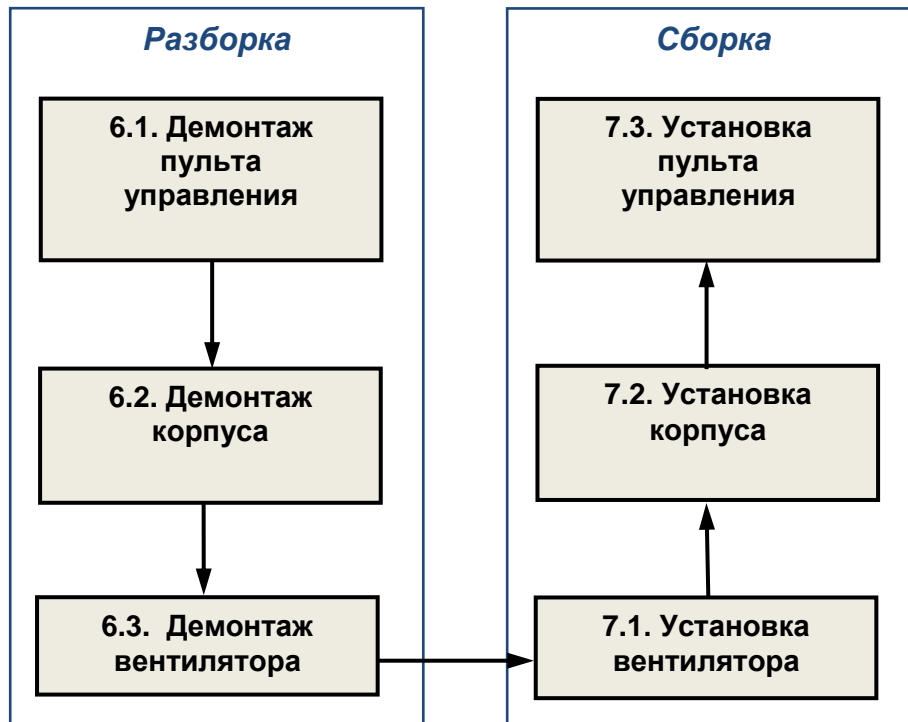 Разборка
6.1. Демонтаж
пульта
управления
6.2. Демонтаж
корпуса
6.3. Демонтаж
вентилятора
Сборка
7.3. Установка
пульта
управления
7.2. Установка
корпуса
7.1. Установка
вентилятора